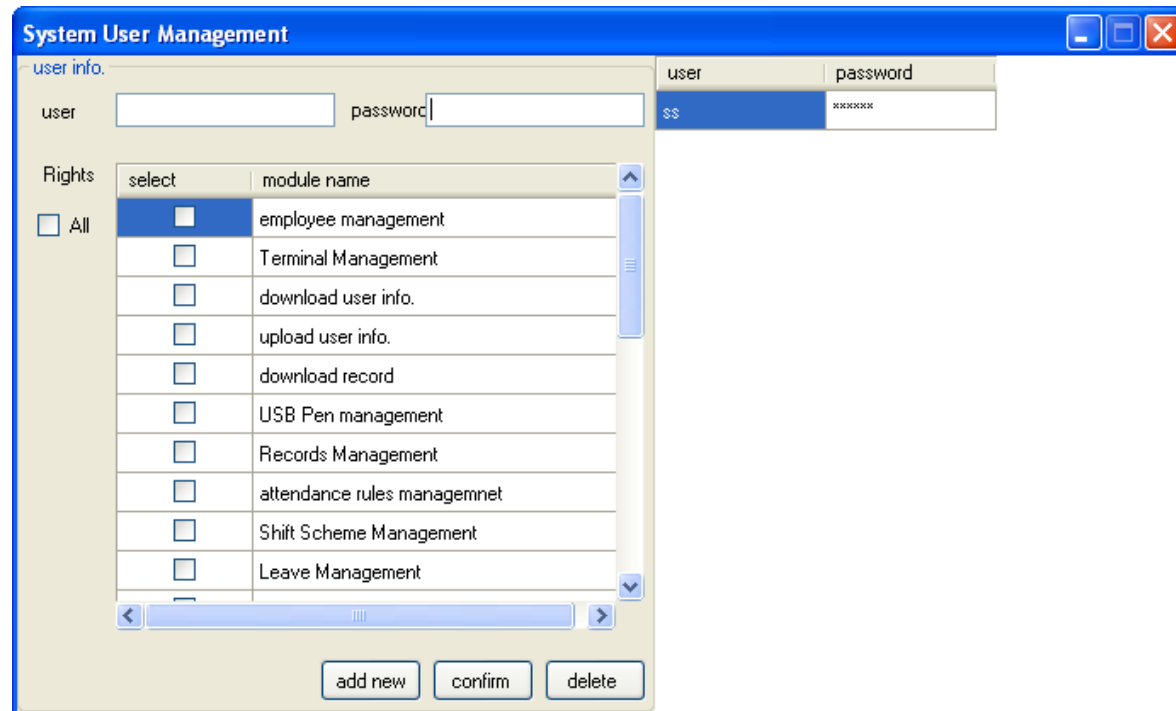 System User Management
user info.
user password
Rights
All
select module name
employee management
Terminal Management
download user info.
upload user info.
download record
USB Pen management
Records Management
attendance rules managemnet
Shift Scheme Management
Leave Management
add new confirm delete
user password
ss ******